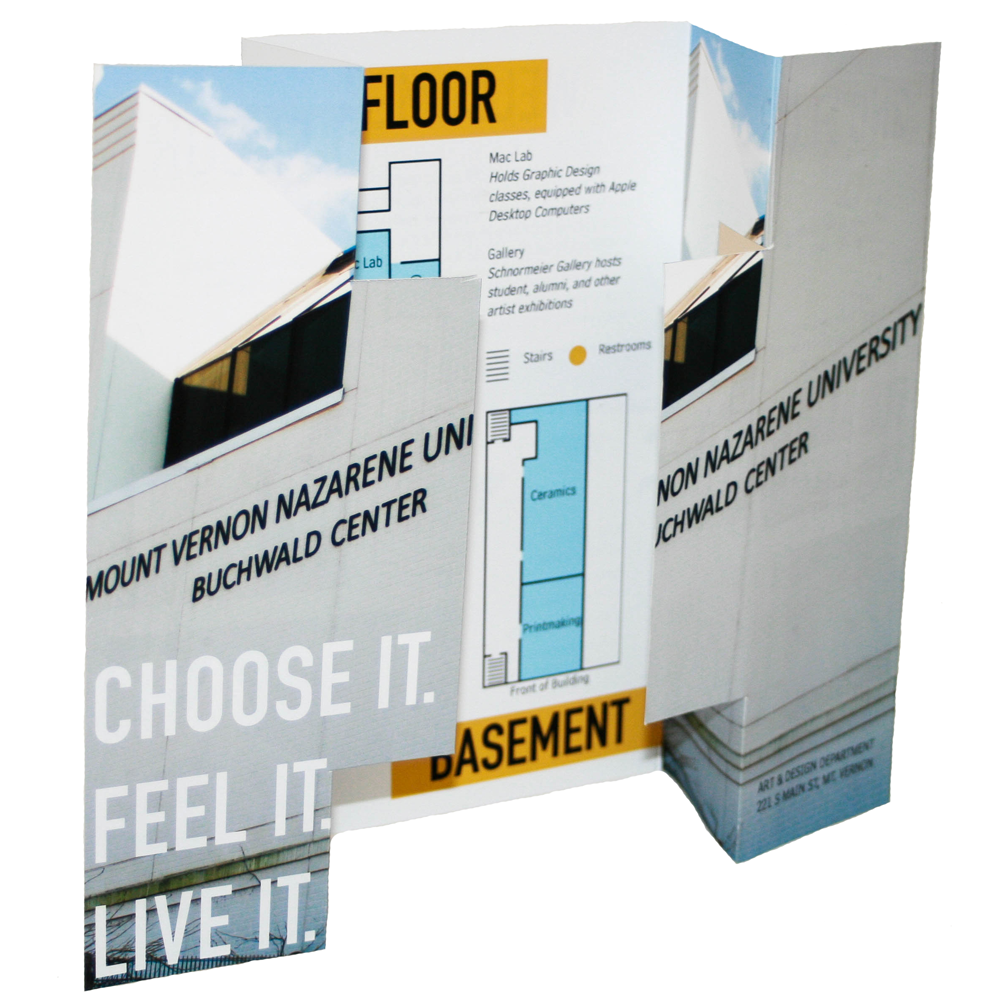 FLOOR
Mac Lab
Holds Graphic Design
classes, equipped with Apple
Desktop Computers
Gallery
Schnormeier Gallery hosts
student, alumni, and other
artist exhibitions
c Lab
Stairs
Restrooms
Ceramics
Printmaking
Front of Building
BASEMENT
MOUNT VERNON NAZARENE UNI
BUCHWALD CENTER
CHOOSE IT.
FEEL IT.
LIVE IT.
NON NAZARENE UNIVERSITY
UCHWALD CENTER
ART & DESIGN DEPARTMENT
221 S MAIN ST, MT. VERNON